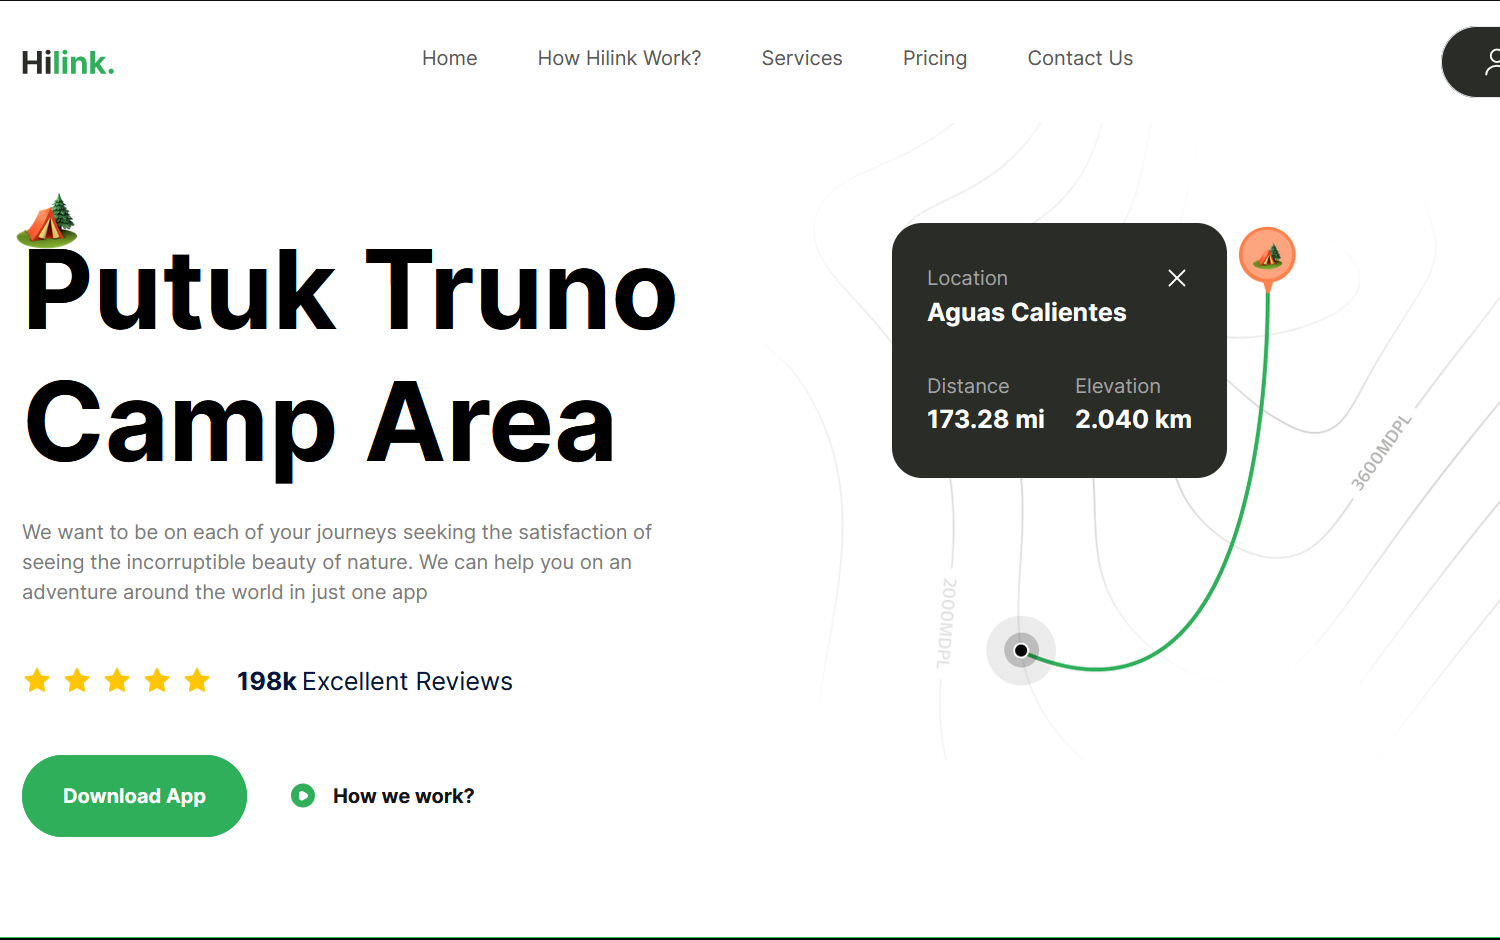 Hilink.
Home
How Hilink Work?
Services
Pricing
Contact Us
Putuk Truno
Camp Area
We want to be on each of your journeys seeking the satisfaction of
seeing the incorruptible beauty of nature. We can help you on an
adventure around the world in just one app
198k Excellent Reviews
Download App
How we work?
Location
Aguas Calientes
Distance
Elevation
173.28 mi
2.040 km
3600MDPL
2000MDPL